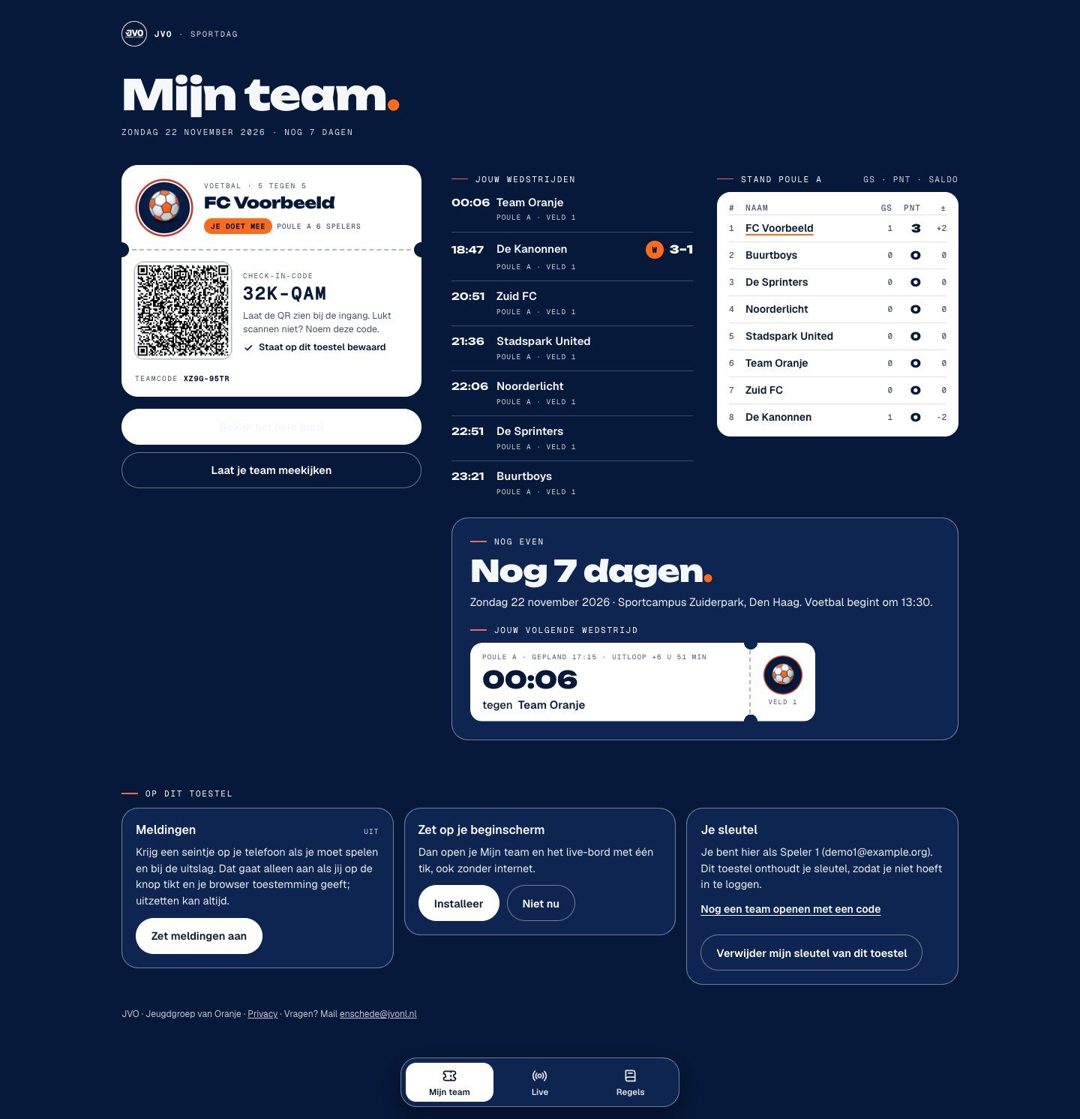 JVO JVO · SPORTDAG
Mijn team.
ZONDAG 22 NOVEMBER 2026 · NOG 7 DAGEN
VOETBAL · 5 TEGEN 5
FC Voorbeeld
JE DOET MEE POULE A 6 SPELERS
CHECK-IN-CODE
32K-QAM
Laat de QR zien bij de ingang. Lukt
scannen niet? Noem deze code.
Staat op dit toestel bewaard
TEAMCODE XZ9G-95TR
Bekijk het hele bord
Laat je team meekijken
JOUW WEDSTRIJDEN
00:06 Team Oranje
POULE A · VELD 1
18:47 De Kanonnen W 3–1
POULE A · VELD 1
20:51 Zuid FC
POULE A · VELD 1
21:36 Stadspark United
POULE A · VELD 1
22:06 Noorderlicht
POULE A · VELD 1
22:51 De Sprinters
POULE A · VELD 1
23:21 Buurtboys
POULE A · VELD 1
STAND POULE A GS · PNT · SALDO
# NAAM GS PNT ±
1 FC Voorbeeld 1 3 +2
2 Buurtboys 0 0 0
3 De Sprinters 0 0 0
4 Noorderlicht 0 0 0
5 Stadspark United 0 0 0
6 Team Oranje 0 0 0
7 Zuid FC 0 0 0
8 De Kanonnen 1 0 -2
NOG EVEN
Nog 7 dagen.
Zondag 22 november 2026 · Sportcampus Zuiderpark, Den Haag. Voetbal begint om 13:30.
JOUW VOLGENDE WEDSTRIJD
POULE A · GEPLAND 17:15 · UITLOOP +6 U 51 MIN
00:06
tegen Team Oranje
VELD 1
OP DIT TOESTEL
Meldingen UIT
Krijg een seintje op je telefoon als je moet spelen
en bij de uitslag. Dat gaat alleen aan als jij op de
knop tikt en je browser toestemming geeft;
uitzetten kan altijd.
Zet meldingen aan
Zet op je beginscherm
Dan open je Mijn team en het live-bord met één
tik, ook zonder internet.
Installeer Niet nu
Je sleutel
Je bent hier als Speler 1 (demo1@example.org).
Dit toestel onthoudt je sleutel, zodat je niet hoeft
in te loggen.
Nog een team openen met een code
Verwijder mijn sleutel van dit toestel
JVO · Jeugdgroep van Oranje · Privacy · Vragen? Mail enschede@jvonl.nl
Mijn team Live Regels